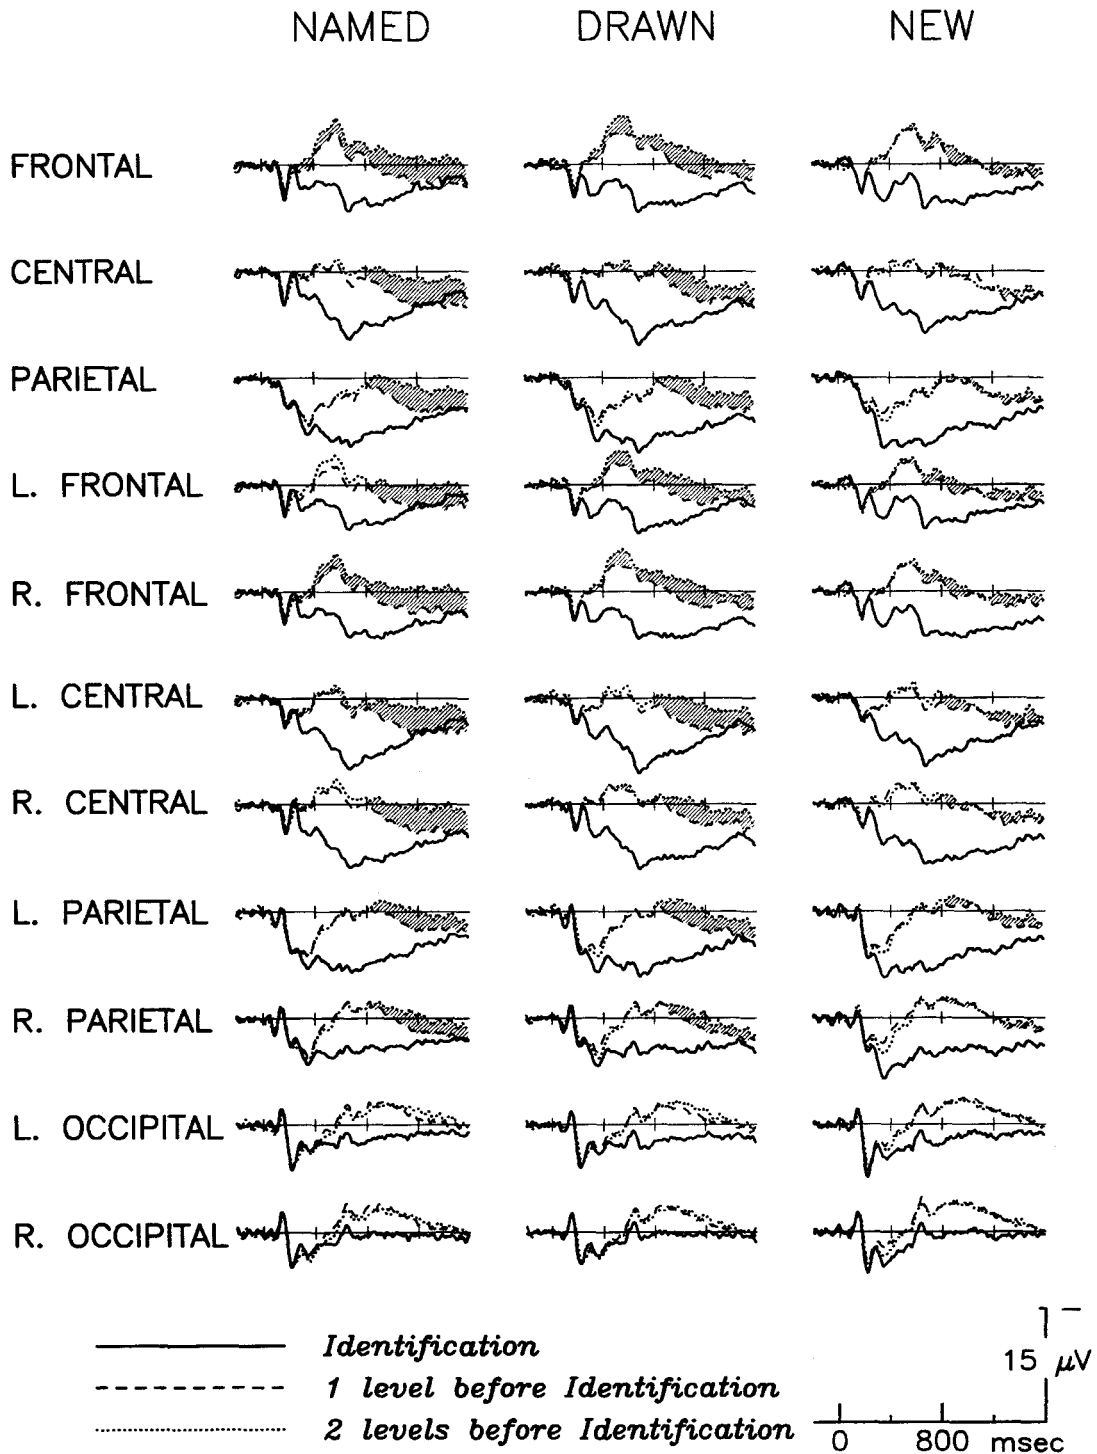 NAMED DRAWN NEW
FRONTAL
CENTRAL
PARIETAL
L. FRONTAL
R. FRONTAL
L. CENTRAL
R. CENTRAL
L. PARIETAL
R. PARIETAL
L. OCCIPITAL
R. OCCIPITAL
Identification
1 level before Identification
2 levels before Identification
15 μV
0 800 msec